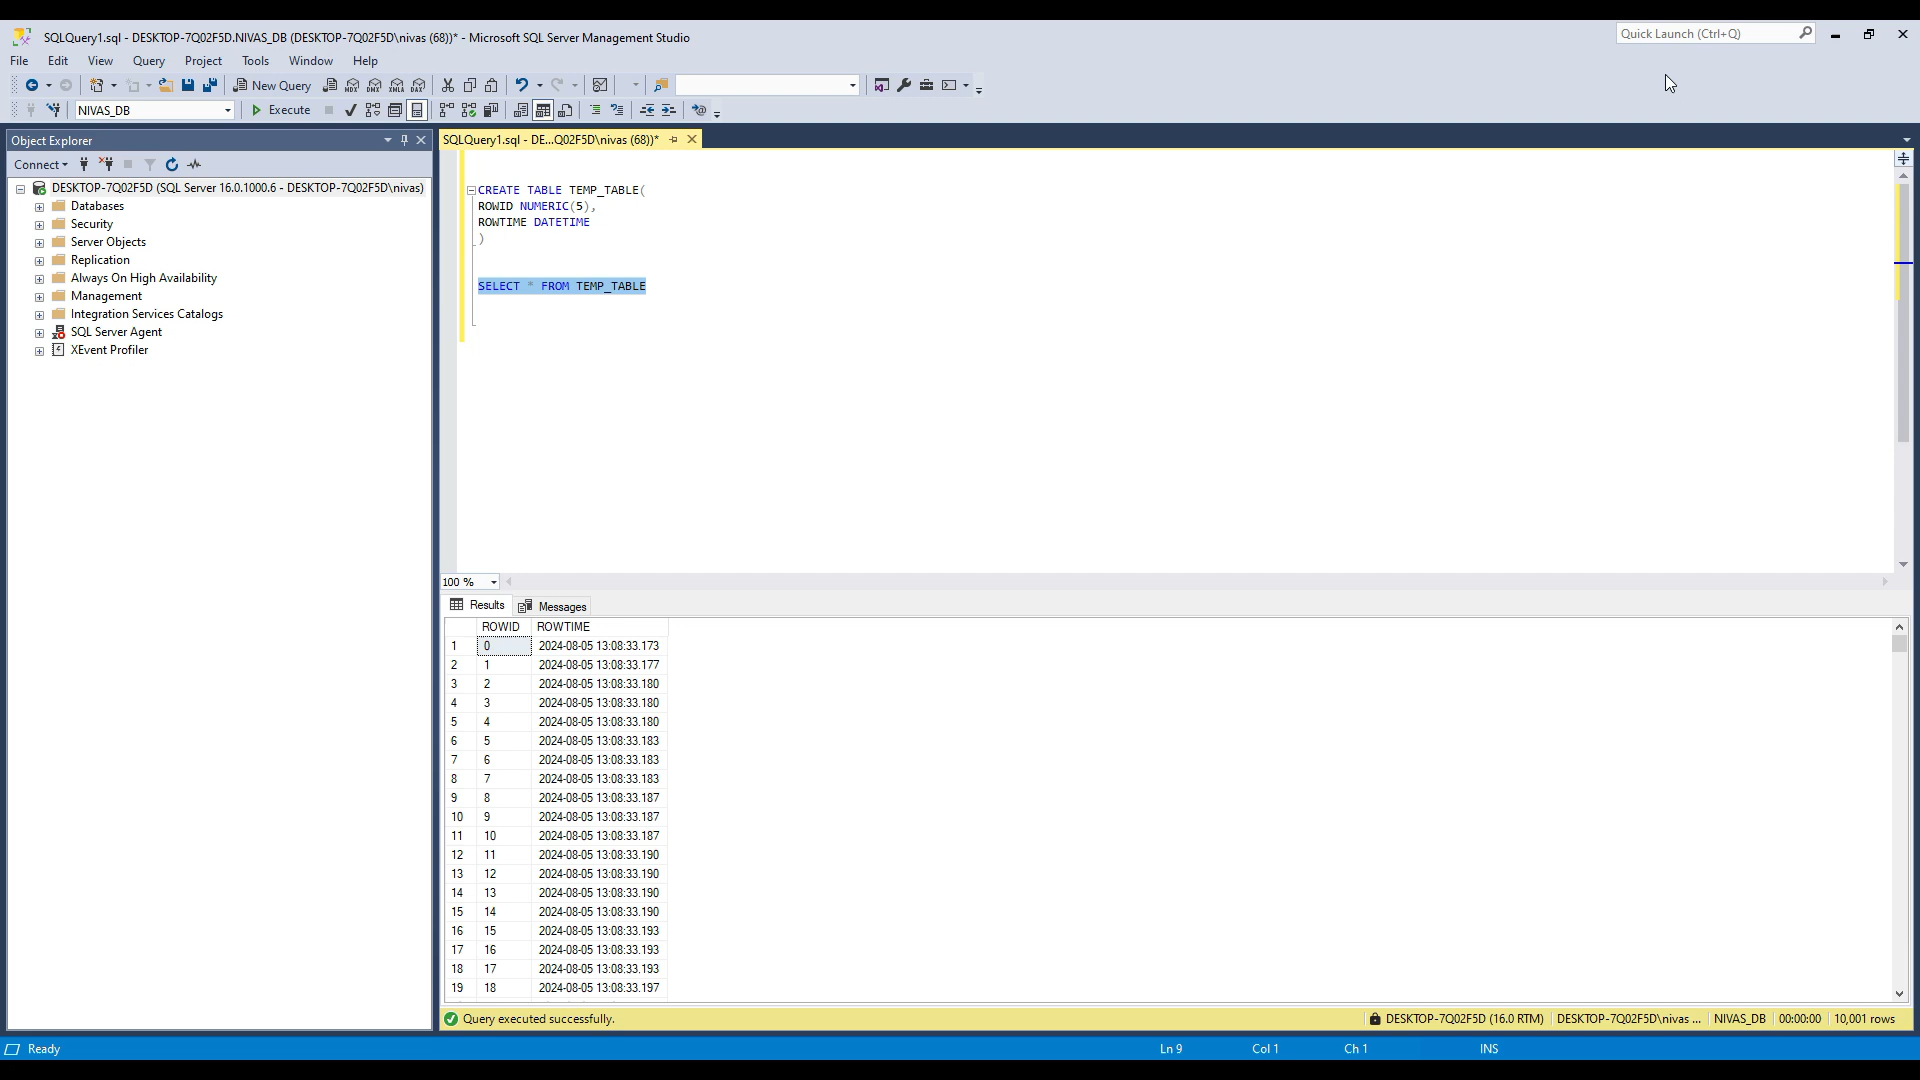 SQLQuery1.sql - DESKTOP-7Q02F5D.NIVAS_DB (DESKTOP-7Q02F5D\nivas (68))* - Microsoft SQL Server Management Studio
Quick Launch (Ctrl+Q)
File Edit View Query Project Tools Window Help
New Query
MDX DMX XMLA DAX
NIVAS_DB
Execute
Object Explorer
SQLQuery1.sql - DE...Q02F5D\nivas (68))*
Connect
DESKTOP-7Q02F5D (SQL Server 16.0.1000.6 - DESKTOP-7Q02F5D\nivas)
Databases
Security
Server Objects
Replication
Always On High Availability
Management
Integration Services Catalogs
SQL Server Agent
XEvent Profiler
CREATE TABLE TEMP_TABLE(
ROWID NUMERIC(5),
ROWTIME DATETIME
)
SELECT * FROM TEMP_TABLE
100 %
Results Messages
ROWID ROWTIME
1 0 2024-08-05 13:08:33.173
2 1 2024-08-05 13:08:33.177
3 2 2024-08-05 13:08:33.180
4 3 2024-08-05 13:08:33.180
5 4 2024-08-05 13:08:33.180
6 5 2024-08-05 13:08:33.183
7 6 2024-08-05 13:08:33.183
8 7 2024-08-05 13:08:33.183
9 8 2024-08-05 13:08:33.187
10 9 2024-08-05 13:08:33.187
11 10 2024-08-05 13:08:33.187
12 11 2024-08-05 13:08:33.190
13 12 2024-08-05 13:08:33.190
14 13 2024-08-05 13:08:33.190
15 14 2024-08-05 13:08:33.190
16 15 2024-08-05 13:08:33.193
17 16 2024-08-05 13:08:33.193
18 17 2024-08-05 13:08:33.193
19 18 2024-08-05 13:08:33.197
Query executed successfully.
DESKTOP-7Q02F5D (16.0 RTM) DESKTOP-7Q02F5D\nivas ... NIVAS_DB 00:00:00 10,001 rows
Ready
Ln 9 Col 1 Ch 1 INS